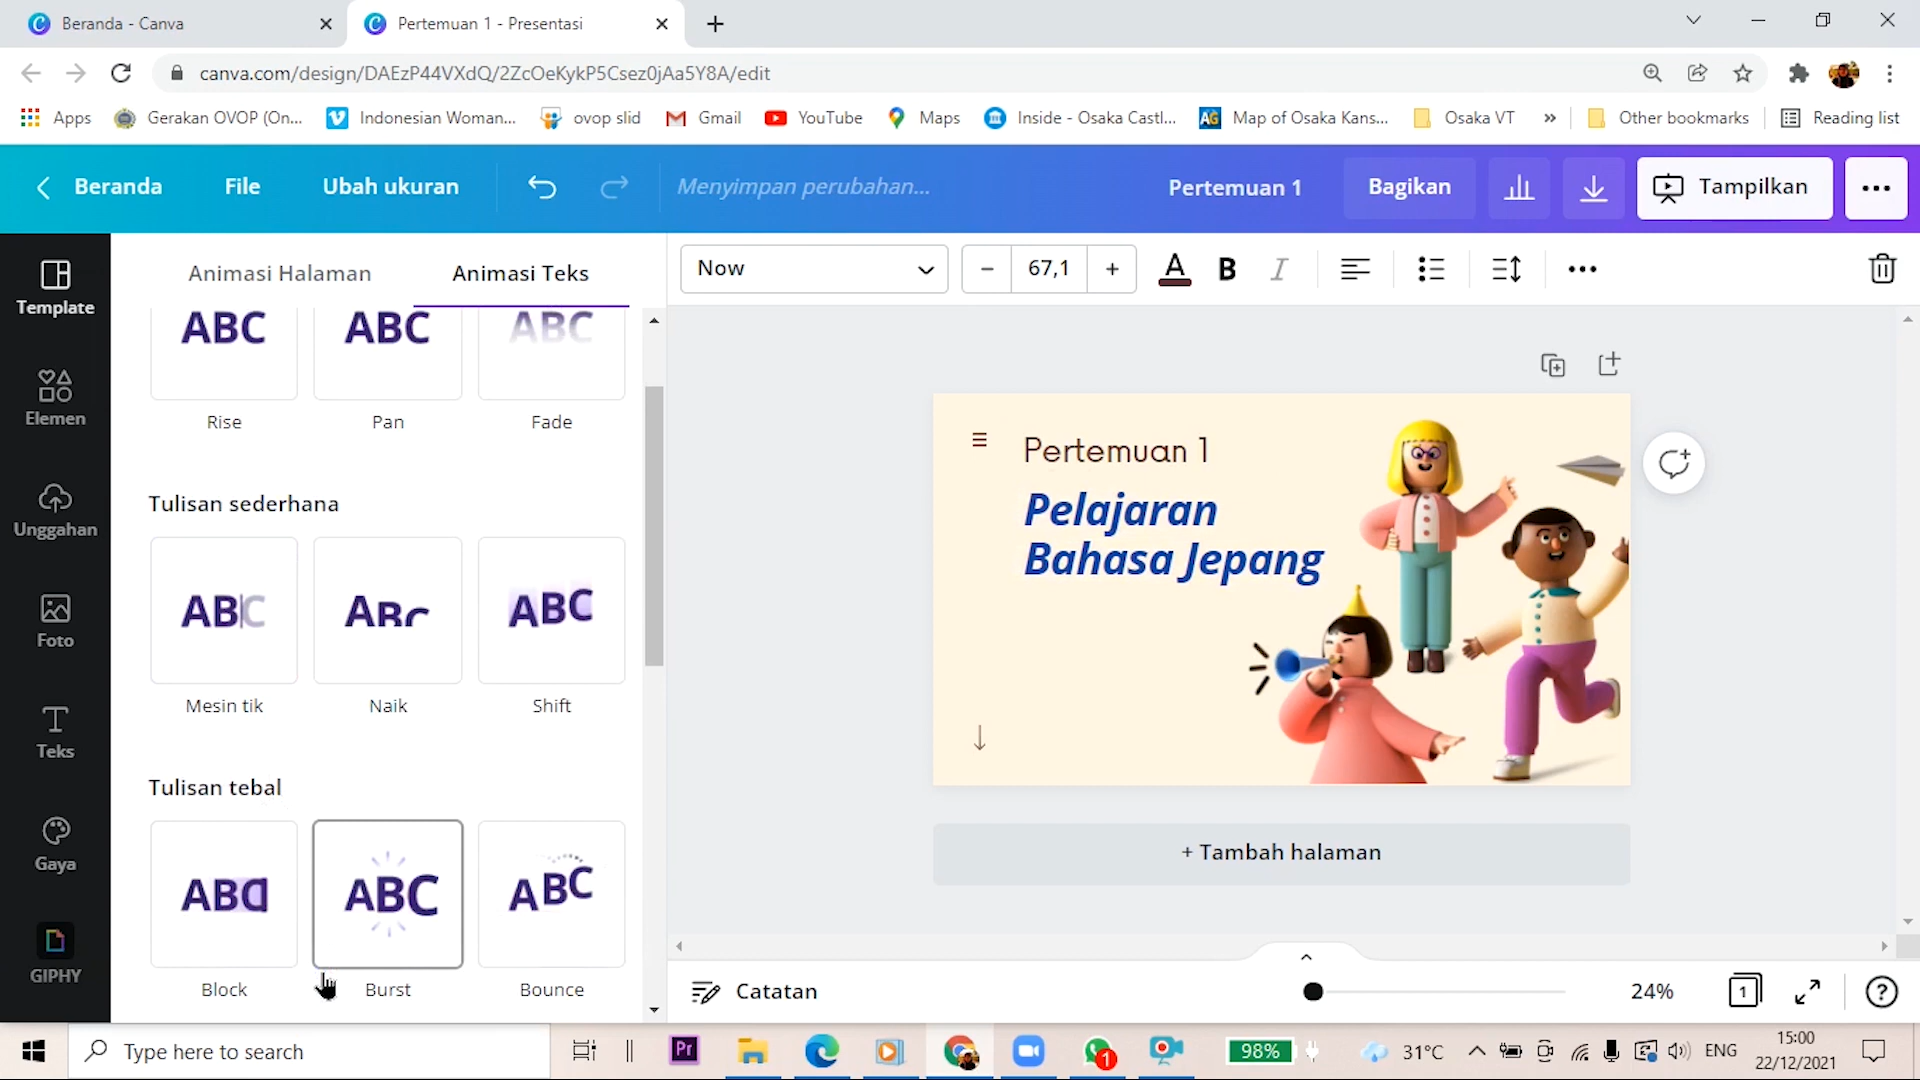 Beranda - Canva
Pertemuan 1 - Presentasi
canva.com/design/DAEzP44VXdQ/2ZcOeKykP5Csez0jAa5Y8A/edit
Apps
Gerakan OVOP (On...
Indonesian Woman...
ovop slid
Gmail
YouTube
Maps
Inside - Osaka Castl...
Map of Osaka Kans...
Osaka VT
Other bookmarks
Reading list
Beranda
File
Ubah ukuran
Menyimpan perubahan...
Pertemuan 1
Bagikan
Tampilkan
Template
Elemen
Unggahan
Foto
Teks
Gaya
GIPHY
Animasi Halaman
Animasi Teks
ABC
ABC
ABC
Rise
Pan
Fade
Tulisan sederhana
ABC
ABC
ABC
Mesin tik
Naik
Shift
Tulisan tebal
ABC
ABC
ABC
Block
Burst
Bounce
Now
67,1
A
B
I
Pertemuan 1
Pelajaran
Bahasa Jepang
+ Tambah halaman
Catatan
24%
1
Type here to search
Pr
1
98%
31°C
ENG
15:00
22/12/2021